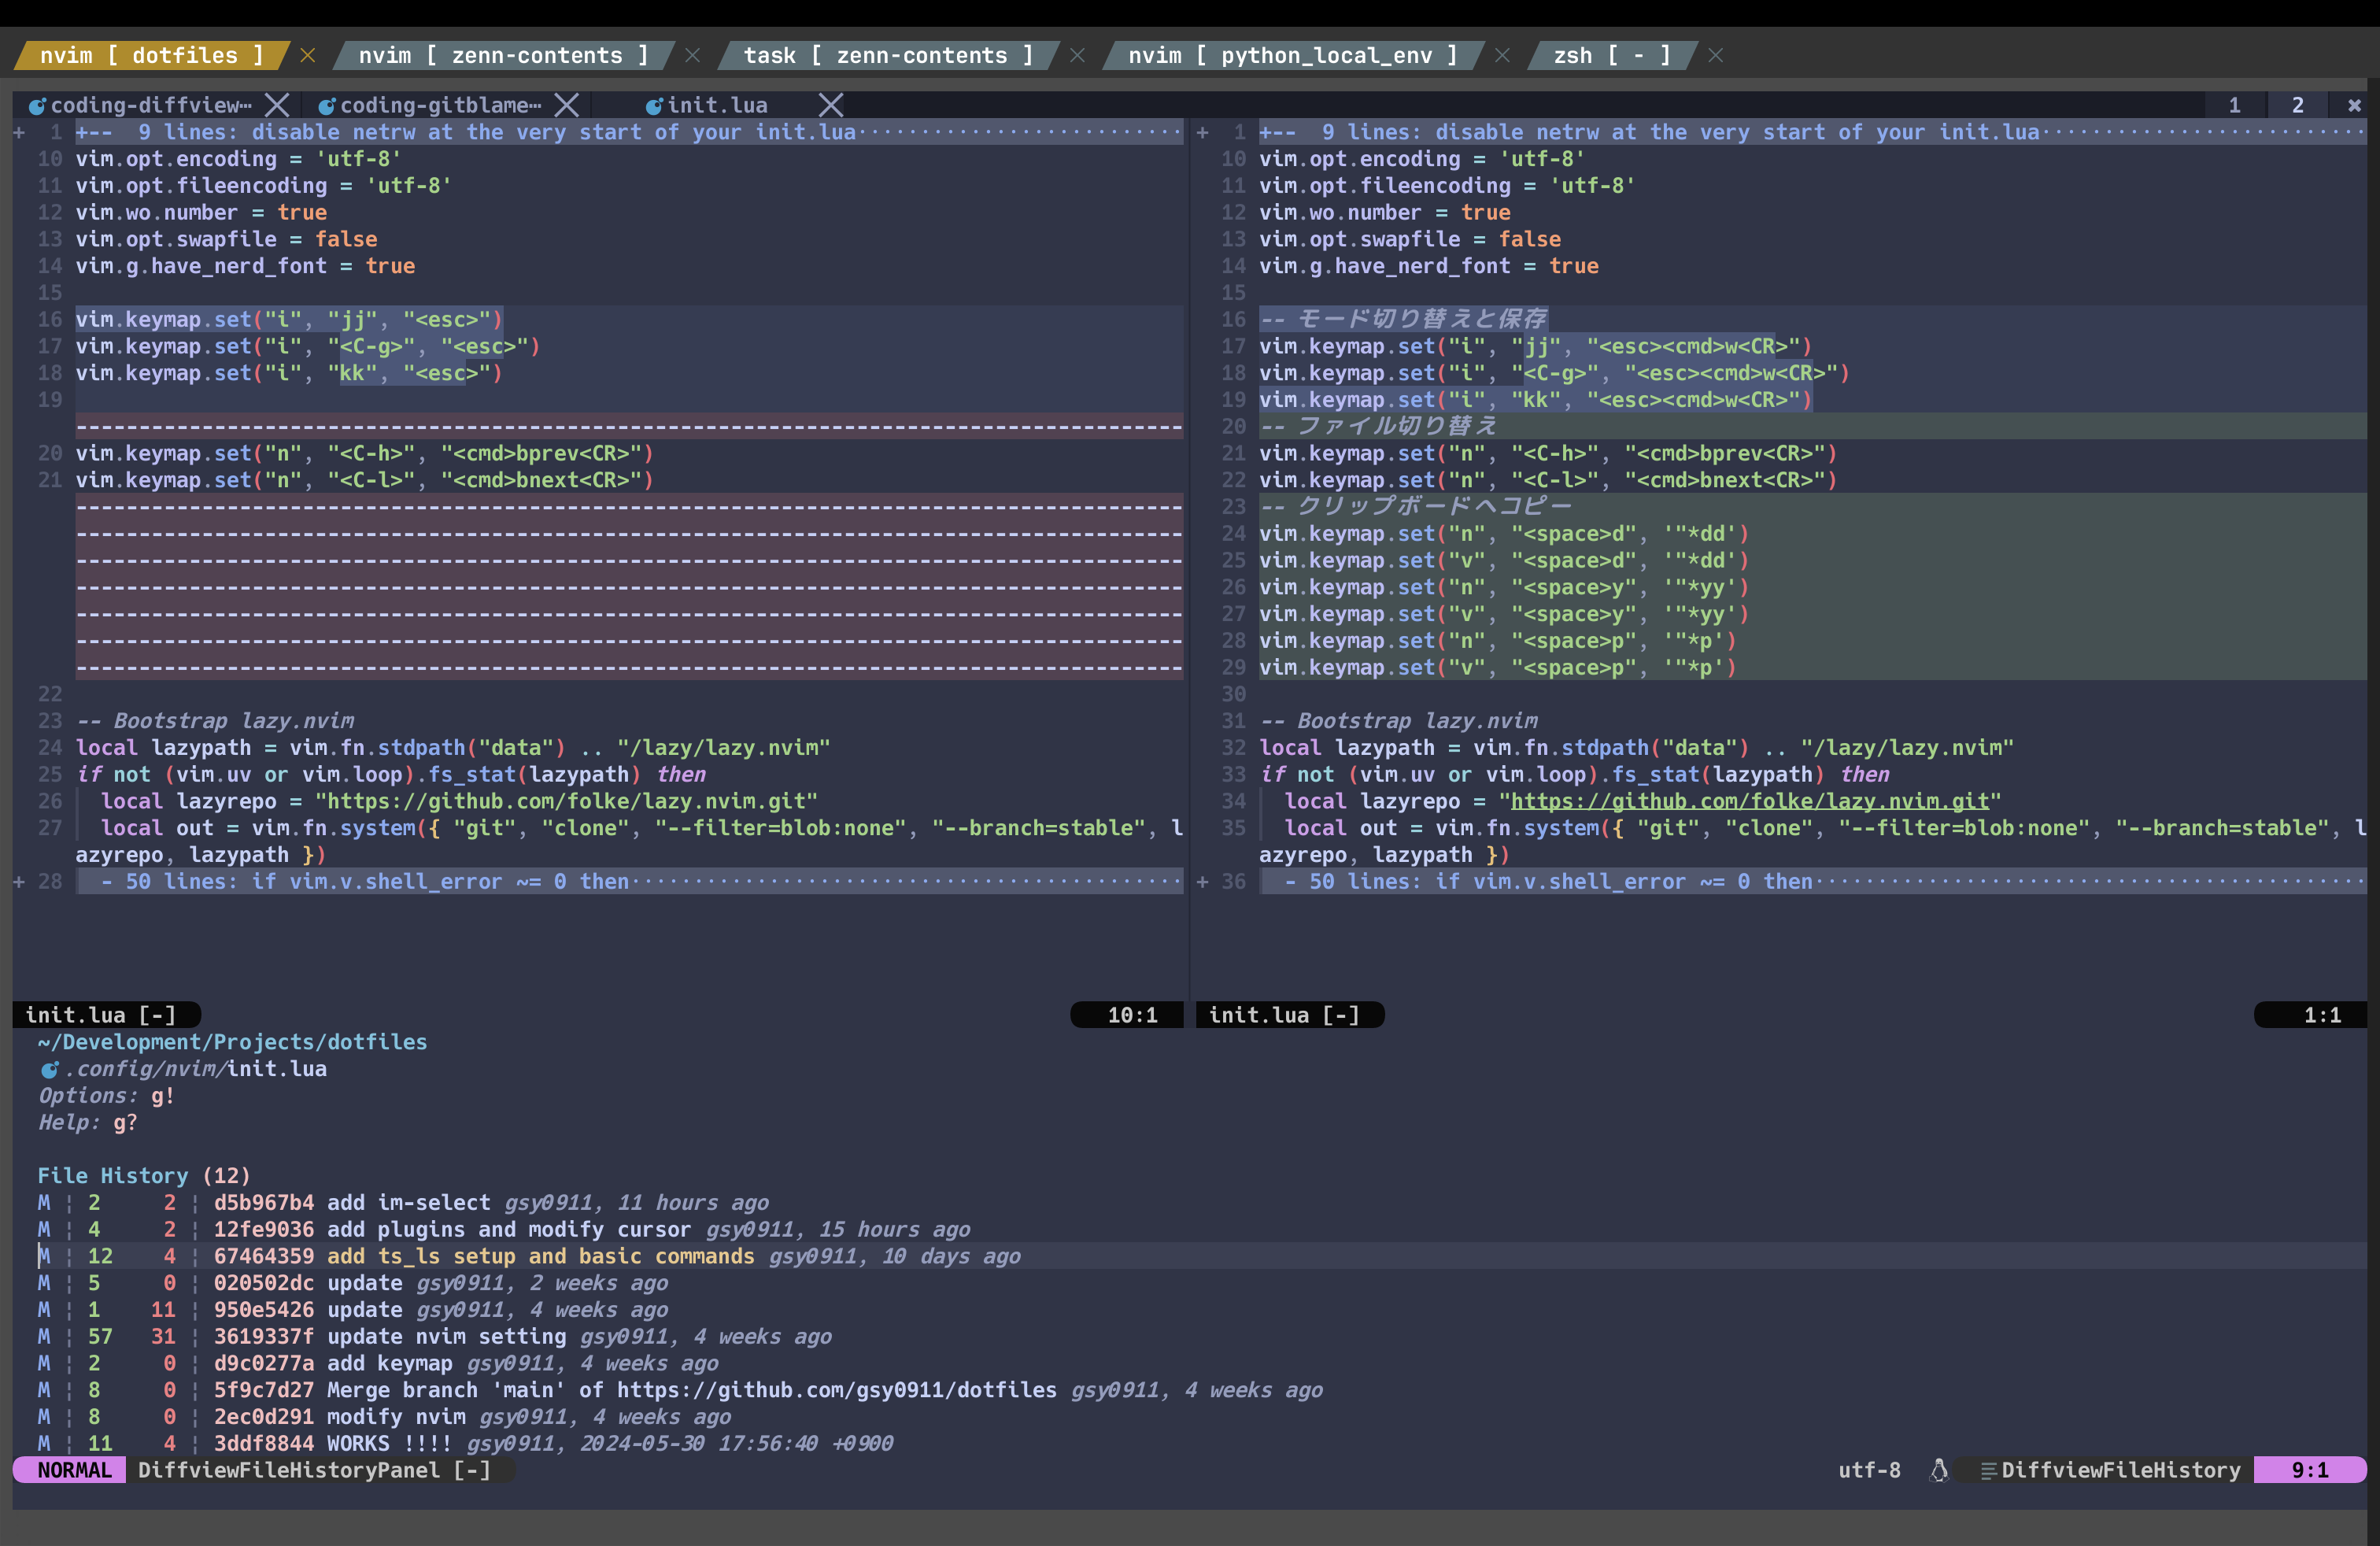 nvim [ dotfiles ] × nvim [ zenn-contents ] × task [ zenn-contents ] × nvim [ python_local_env ] × zsh [ - ] ×
coding-diffview… coding-gitblame… init.lua 1 2
+ 1 +--  9 lines: disable netrw at the very start of your init.lua
10 vim.opt.encoding = 'utf-8'
11 vim.opt.fileencoding = 'utf-8'
12 vim.wo.number = true
13 vim.opt.swapfile = false
14 vim.g.have_nerd_font = true
15
16 vim.keymap.set("i", "jj", "<esc>")
17 vim.keymap.set("i", "<C-g>", "<esc>")
18 vim.keymap.set("i", "kk", "<esc>")
19
20 vim.keymap.set("n", "<C-h>", "<cmd>bprev<CR>")
21 vim.keymap.set("n", "<C-l>", "<cmd>bnext<CR>")
22
23 -- Bootstrap lazy.nvim
24 local lazypath = vim.fn.stdpath("data") .. "/lazy/lazy.nvim"
25 if not (vim.uv or vim.loop).fs_stat(lazypath) then
26   local lazyrepo = "https://github.com/folke/lazy.nvim.git"
27   local out = vim.fn.system({ "git", "clone", "--filter=blob:none", "--branch=stable", l
azyrepo, lazypath })
+ 28   - 50 lines: if vim.v.shell_error ~= 0 then
init.lua [-] 10:1
+ 1 +--  9 lines: disable netrw at the very start of your init.lua
10 vim.opt.encoding = 'utf-8'
11 vim.opt.fileencoding = 'utf-8'
12 vim.wo.number = true
13 vim.opt.swapfile = false
14 vim.g.have_nerd_font = true
15
16 -- モード切り替えと保存
17 vim.keymap.set("i", "jj", "<esc><cmd>w<CR>")
18 vim.keymap.set("i", "<C-g>", "<esc><cmd>w<CR>")
19 vim.keymap.set("i", "kk", "<esc><cmd>w<CR>")
20 -- ファイル切り替え
21 vim.keymap.set("n", "<C-h>", "<cmd>bprev<CR>")
22 vim.keymap.set("n", "<C-l>", "<cmd>bnext<CR>")
23 -- クリップボードへコピー
24 vim.keymap.set("n", "<space>d", '"*dd')
25 vim.keymap.set("v", "<space>d", '"*dd')
26 vim.keymap.set("n", "<space>y", '"*yy')
27 vim.keymap.set("v", "<space>y", '"*yy')
28 vim.keymap.set("n", "<space>p", '"*p')
29 vim.keymap.set("v", "<space>p", '"*p')
30
31 -- Bootstrap lazy.nvim
32 local lazypath = vim.fn.stdpath("data") .. "/lazy/lazy.nvim"
33 if not (vim.uv or vim.loop).fs_stat(lazypath) then
34   local lazyrepo = "https://github.com/folke/lazy.nvim.git"
35   local out = vim.fn.system({ "git", "clone", "--filter=blob:none", "--branch=stable", l
azyrepo, lazypath })
+ 36   - 50 lines: if vim.v.shell_error ~= 0 then
init.lua [-] 1:1
~/Development/Projects/dotfiles
.config/nvim/init.lua
Options: g!
Help: g?
File History (12)
M ¦ 2 2 ¦ d5b967b4 add im-select gsy0911, 11 hours ago
M ¦ 4 2 ¦ 12fe9036 add plugins and modify cursor gsy0911, 15 hours ago
M ¦ 12 4 ¦ 67464359 add ts_ls setup and basic commands gsy0911, 10 days ago
M ¦ 5 0 ¦ 020502dc update gsy0911, 2 weeks ago
M ¦ 1 11 ¦ 950e5426 update gsy0911, 4 weeks ago
M ¦ 57 31 ¦ 3619337f update nvim setting gsy0911, 4 weeks ago
M ¦ 2 0 ¦ d9c0277a add keymap gsy0911, 4 weeks ago
M ¦ 8 0 ¦ 5f9c7d27 Merge branch 'main' of https://github.com/gsy0911/dotfiles gsy0911, 4 weeks ago
M ¦ 8 0 ¦ 2ec0d291 modify nvim gsy0911, 4 weeks ago
M ¦ 11 4 ¦ 3ddf8844 WORKS !!!! gsy0911, 2024-05-30 17:56:40 +0900
NORMAL DiffviewFileHistoryPanel [-] utf-8 DiffviewFileHistory 9:1